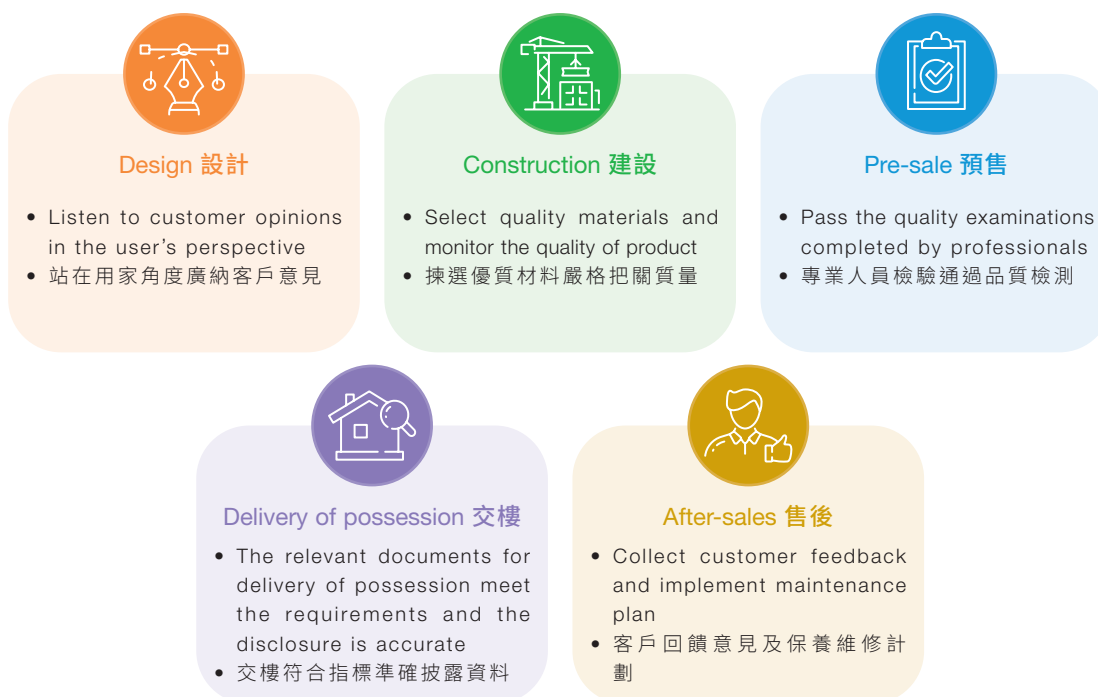 Design 設計
• Listen to customer opinions
in the user's perspective
• 站在用家角度廣納客戶意見
Construction 建設
• Select quality materials and
monitor the quality of product
• 揀選優質材料嚴格把關質量
Pre-sale 預售
• Pass the quality examinations
completed by professionals
• 專業人員檢驗通過品質檢測
Delivery of possession 交樓
• The relevant documents for
delivery of possession meet
the requirements and the
disclosure is accurate
• 交樓符合指標準確披露資料
After-sales 售後
• Collect customer feedback
and implement maintenance
plan
• 客戶回饋意見及保養維修計
劃